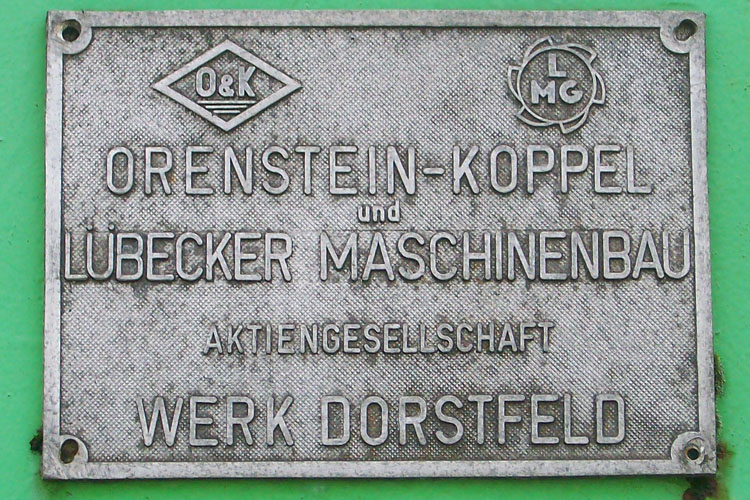 O&K
L
MG
ORENSTEIN-KOPPEL
und
LÜBECKER MASCHINENBAU
AKTIENGESELLSCHAFT
WERK DORSTFELD